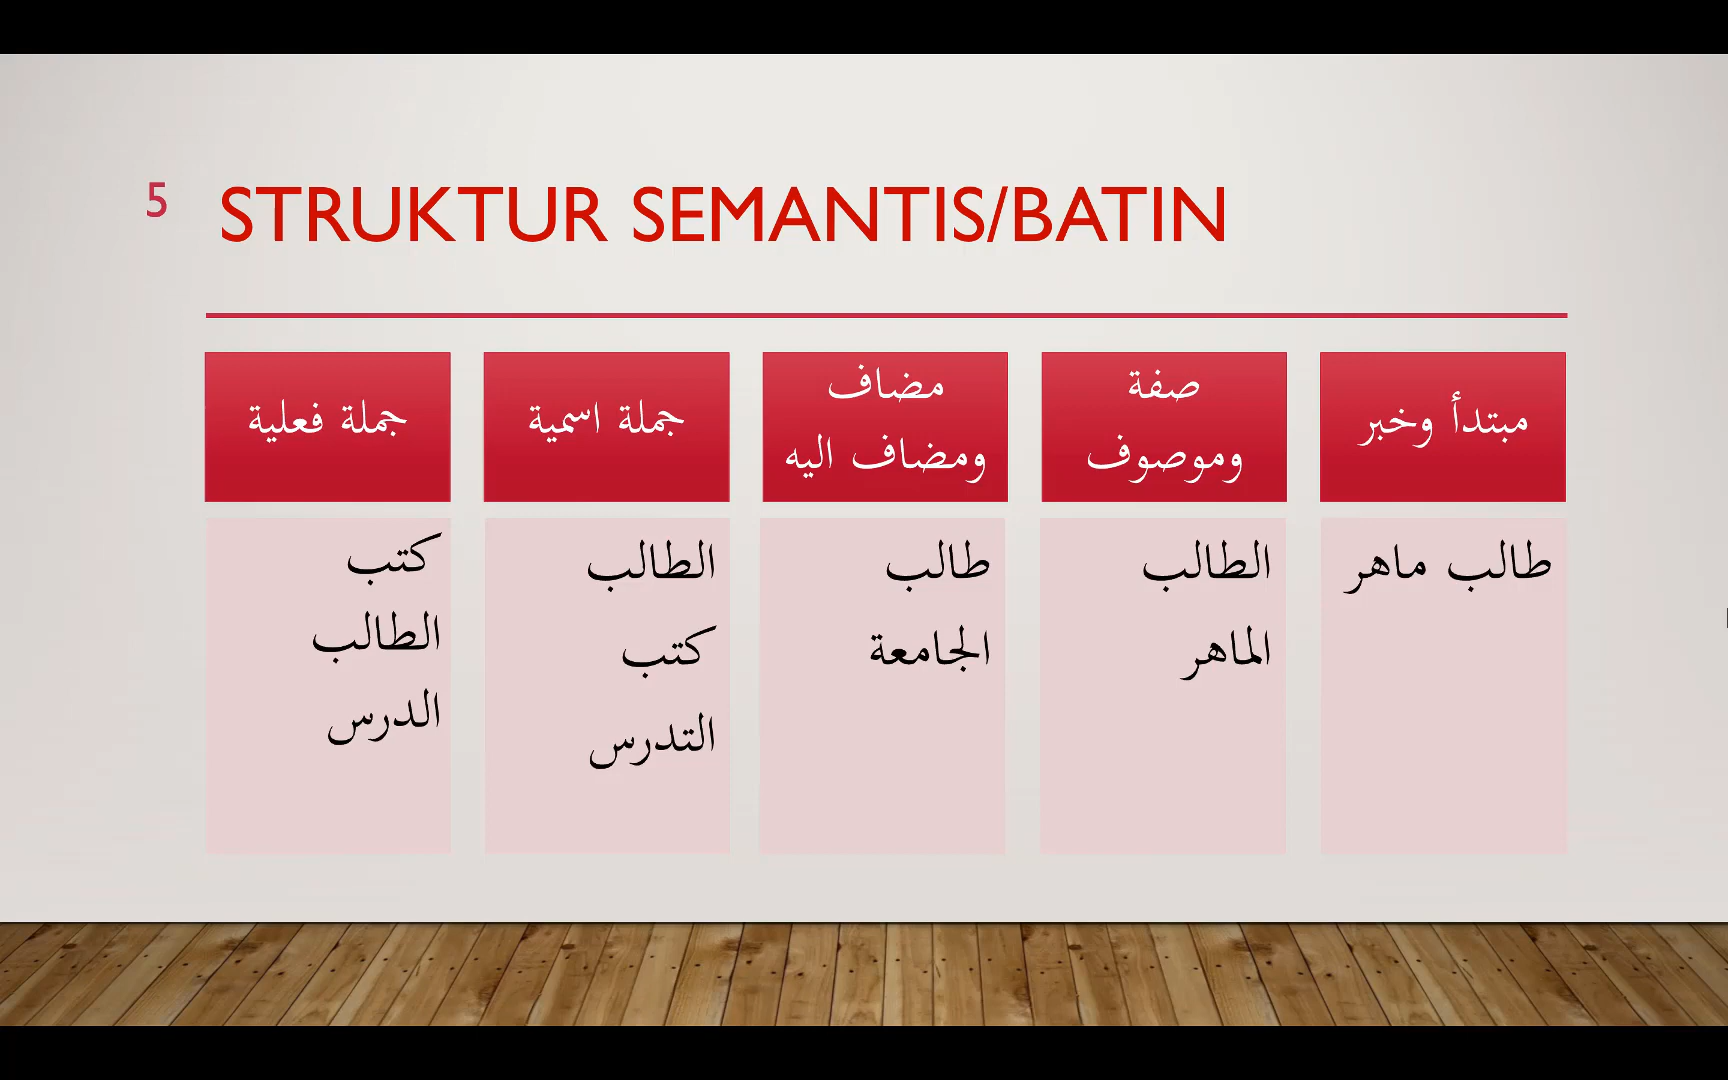 5
STRUKTUR SEMANTIS/BATIN
مبتدأ وخبر
طالب ماهر
صفة
وموصوف
الطالب
الماهر
مضاف
ومضاف اليه
طالب
الجامعة
جملة اسمية
الطالب
كتب
التدرس
جملة فعلية
كتب
الطالب
الدرس